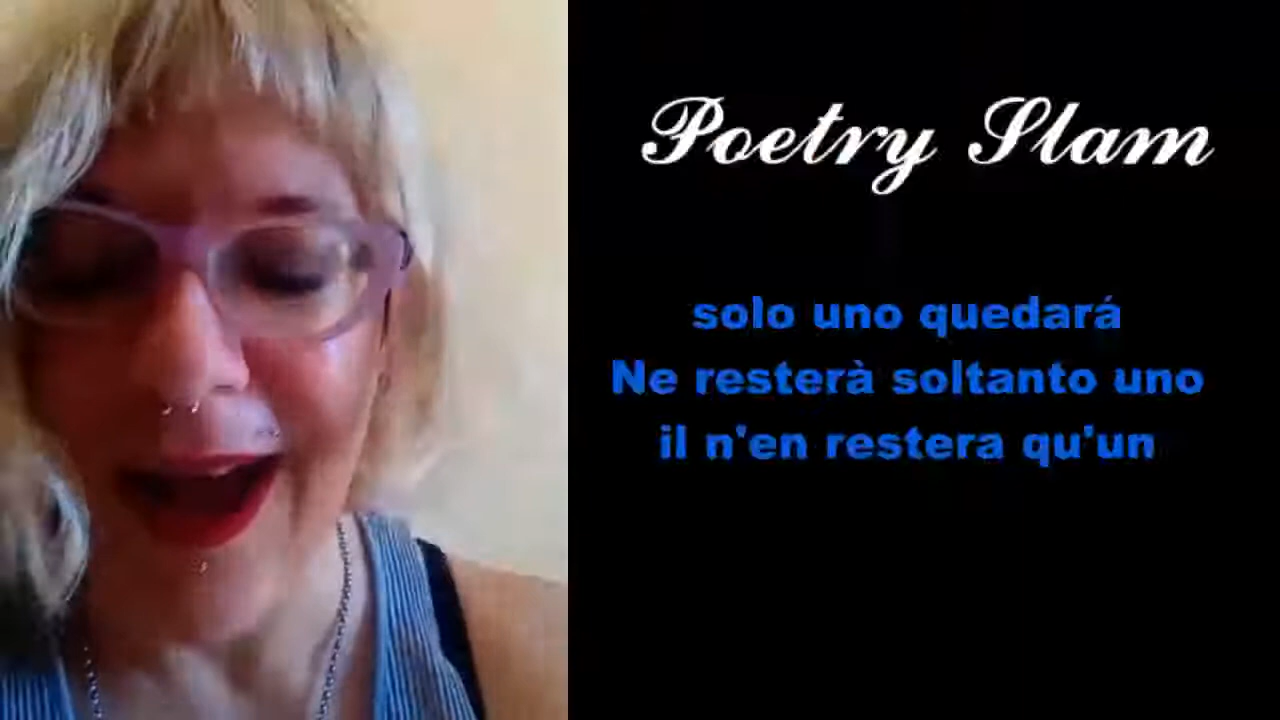 Poetry Slam
solo uno quedará
Ne resterà soltanto uno
il n'en restera qu'un